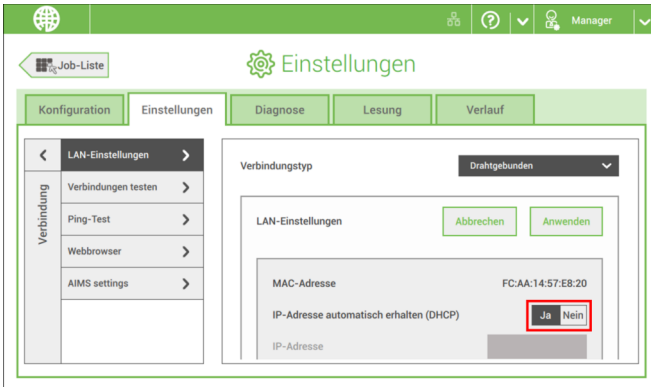 Manager
Job-Liste
Einstellungen
Konfiguration
Einstellungen
Diagnose
Lesung
Verlauf
Verbindung
LAN-Einstellungen
Verbindungen testen
Ping-Test
Webbrowser
AIMS settings
Verbindungstyp
Drahtgebunden
LAN-Einstellungen
Abbrechen
Anwenden
MAC-Adresse
FC:AA:14:57:E8:20
IP-Adresse automatisch erhalten (DHCP)
Ja Nein
IP-Adresse